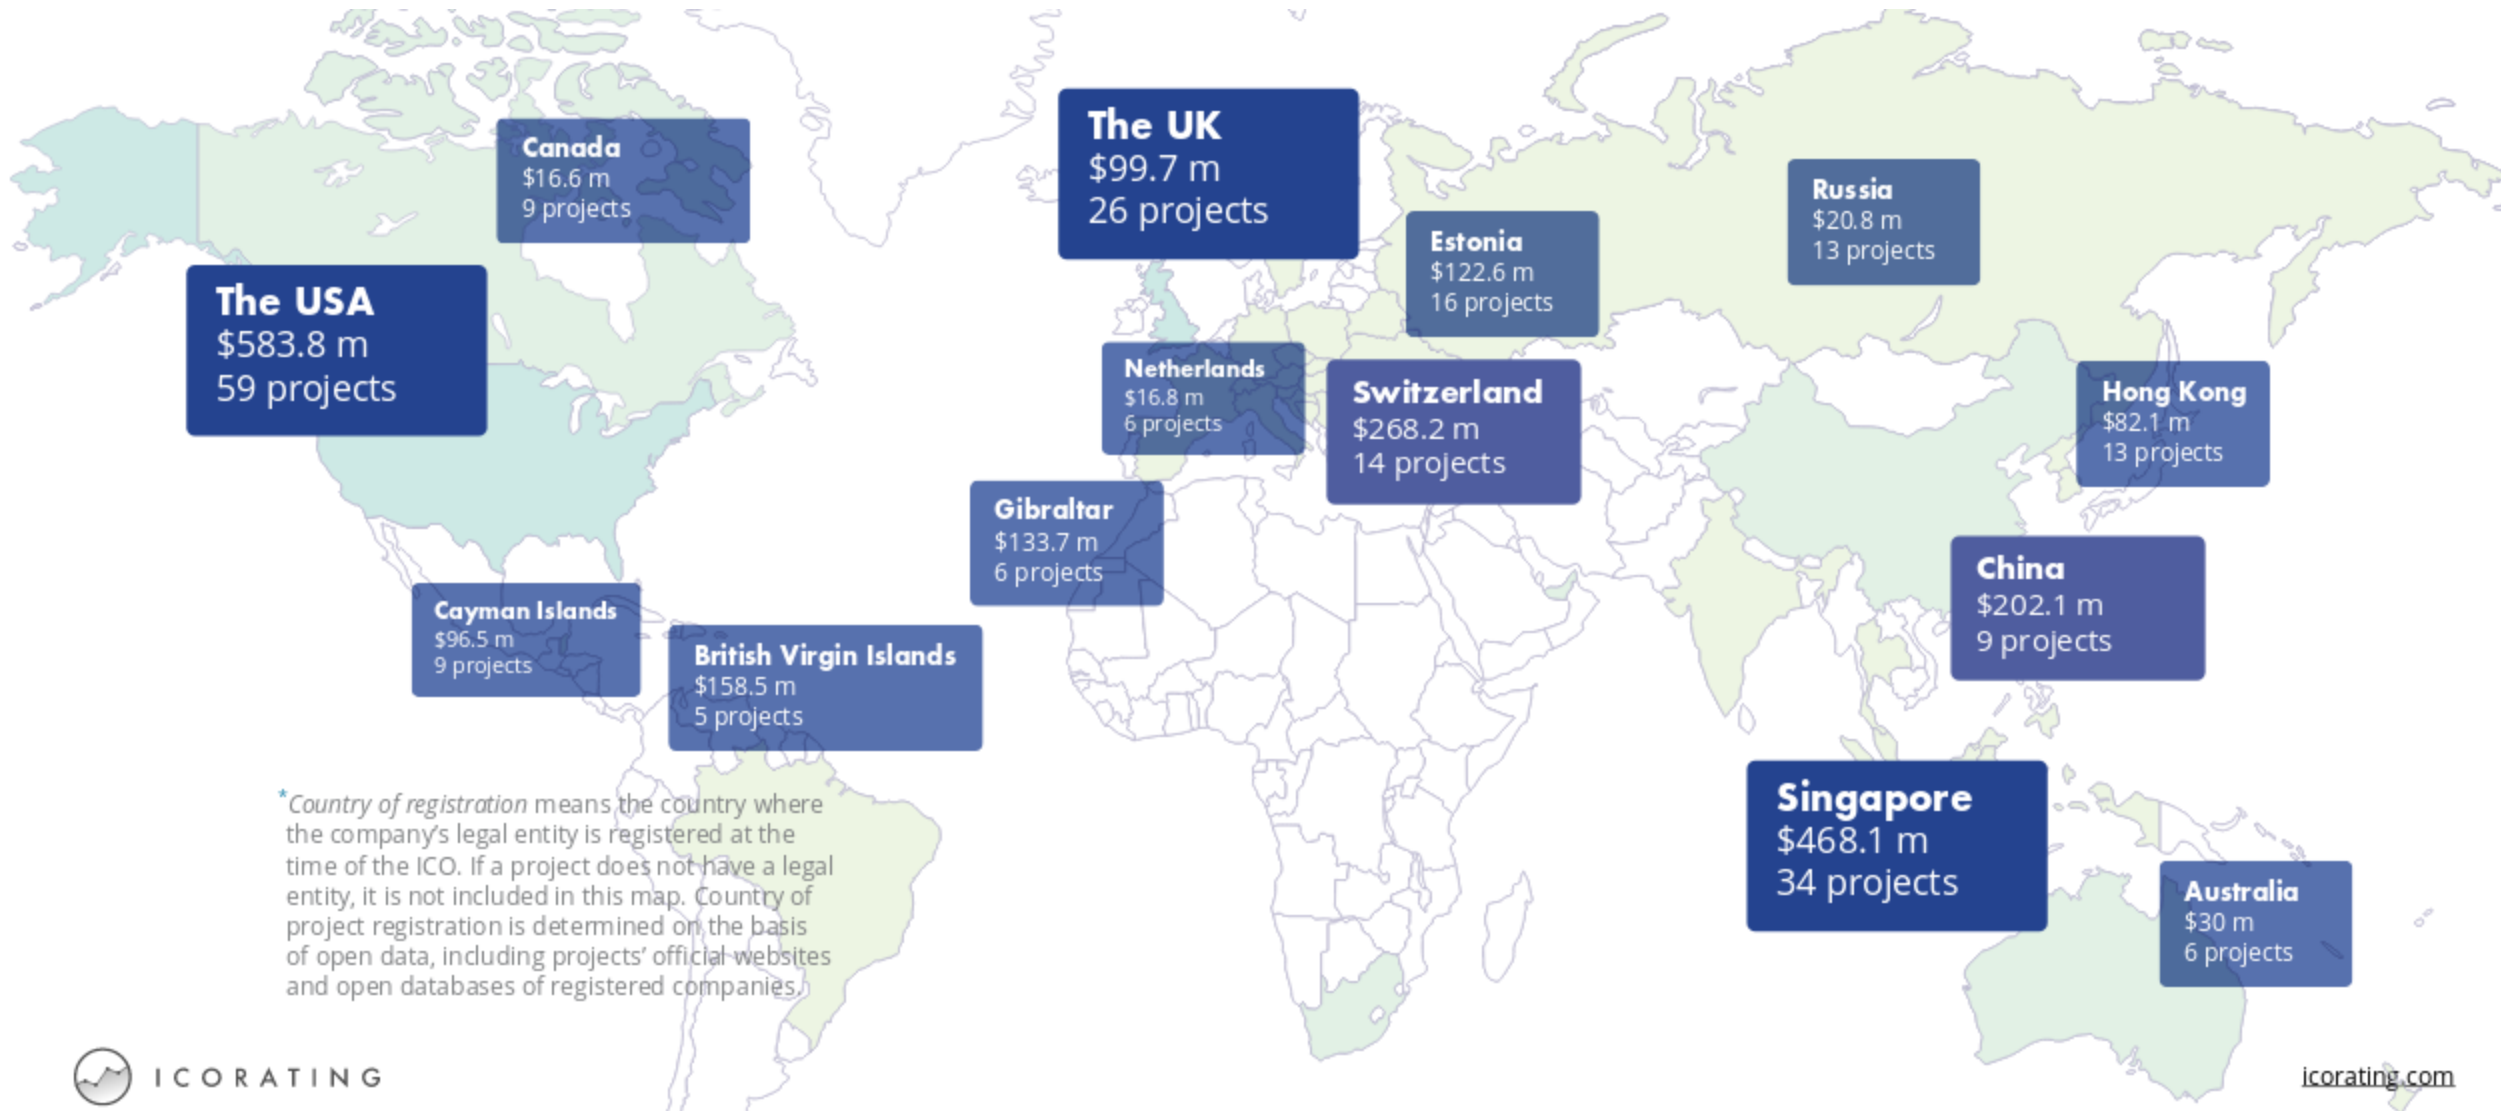 Canada
$16.6 m
9 projects
The UK
$99.7 m
26 projects
Russia
$20.8 m
13 projects
Estonia
$122.6 m
16 projects
The USA
$583.8 m
59 projects
Netherlands
$16.8 m
6 projects
Switzerland
$268.2 m
14 projects
Hong Kong
$82.1 m
13 projects
Gibraltar
$133.7 m
6 projects
China
$202.1 m
9 projects
Cayman Islands
$96.5 m
9 projects
British Virgin Islands
$158.5 m
5 projects
Singapore
$468.1 m
34 projects
Australia
$30 m
6 projects
*Country of registration means the country where
the company’s legal entity is registered at the
time of the ICO. If a project does not have a legal
entity, it is not included in this map. Country of
project registration is determined on the basis
of open data, including projects’ official websites
and open databases of registered companies.
ICORATING
icorating.com